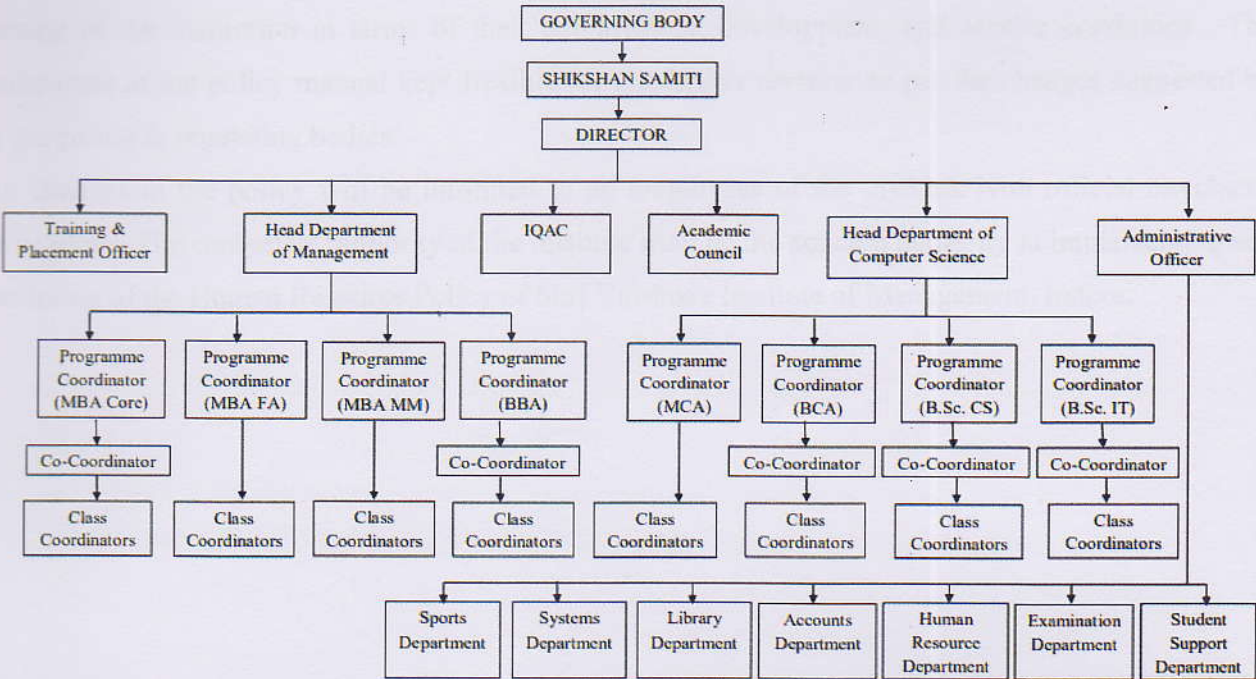 GOVERNING BODY
SHIKSHAN SAMITI
DIRECTOR
Training &
Placement Officer
Head Department
of Management
IQAC
Academic
Council
Head Department of
Computer Science
Administrative
Officer
Programme
Coordinator
(MBA Core)
Programme
Coordinator
(MBA FA)
Programme
Coordinator
(MBA MM)
Programme
Coordinator
(BBA)
Programme
Coordinator
(MCA)
Programme
Coordinator
(BCA)
Programme
Coordinator
(B.Sc. CS)
Programme
Coordinator
(B.Sc. IT)
Co-Coordinator
Co-Coordinator
Co-Coordinator
Co-Coordinator
Co-Coordinator
Class
Coordinators
Class
Coordinators
Class
Coordinators
Class
Coordinators
Class
Coordinators
Class
Coordinators
Class
Coordinators
Class
Coordinators
Sports
Department
Systems
Department
Library
Department
Accounts
Department
Human
Resource
Department
Examination
Department
Student
Support
Department